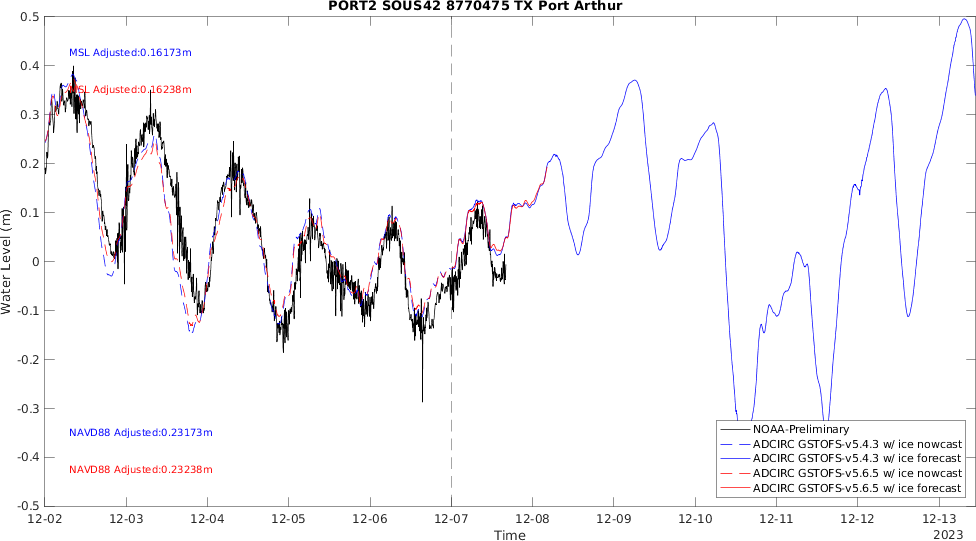 PORT2 SOUS42 8770475 TX Port Arthur
0.5
0.4
0.3
0.2
0.1
0
-0.1
-0.2
-0.3
-0.4
-0.5
Water Level (m)
MSL Adjusted:0.16173m
MSL Adjusted:0.16238m
NAVD88 Adjusted:0.23173m
NAVD88 Adjusted:0.23238m
NOAA-Preliminary
ADCIRC GSTOFS-v5.4.3 w/ ice nowcast
ADCIRC GSTOFS-v5.4.3 w/ ice forecast
ADCIRC GSTOFS-v5.6.5 w/ ice nowcast
ADCIRC GSTOFS-v5.6.5 w/ ice forecast
12-02 12-03 12-04 12-05 12-06 12-07 12-08 12-09 12-10 12-11 12-12 12-13
Time
2023